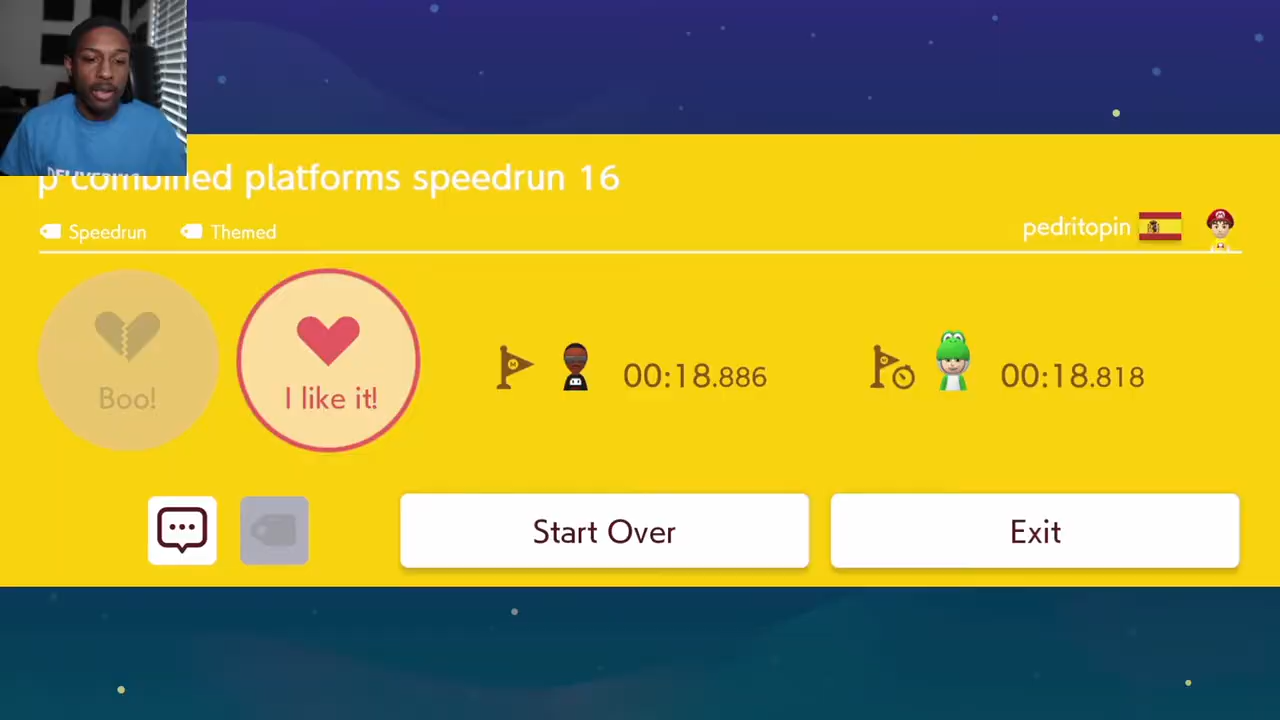 p combined platforms speedrun 16
Speedrun Themed
pedritopin
Boo!
I like it!
00:18.886
00:18.818
Start Over
Exit